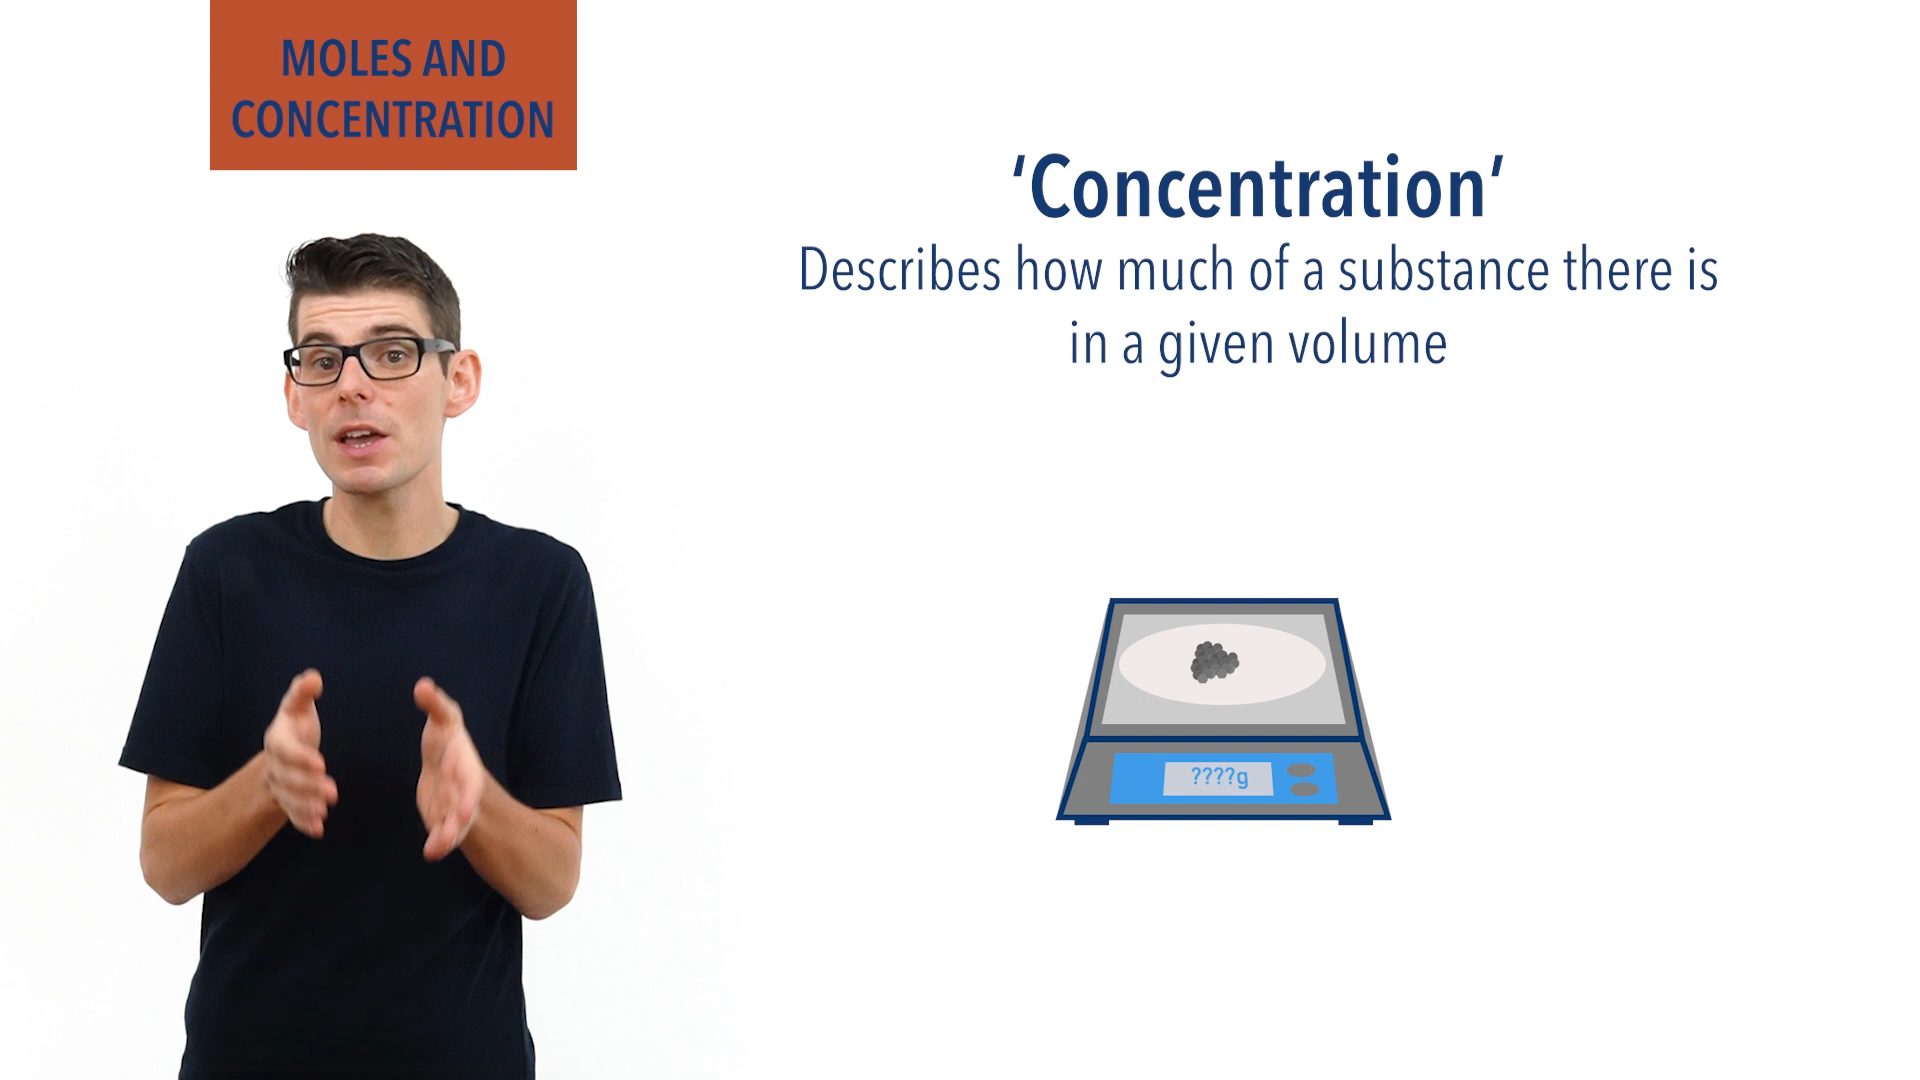 MOLES AND
CONCENTRATION
‘Concentration’
Describes how much of a substance there is
in a given volume
????g